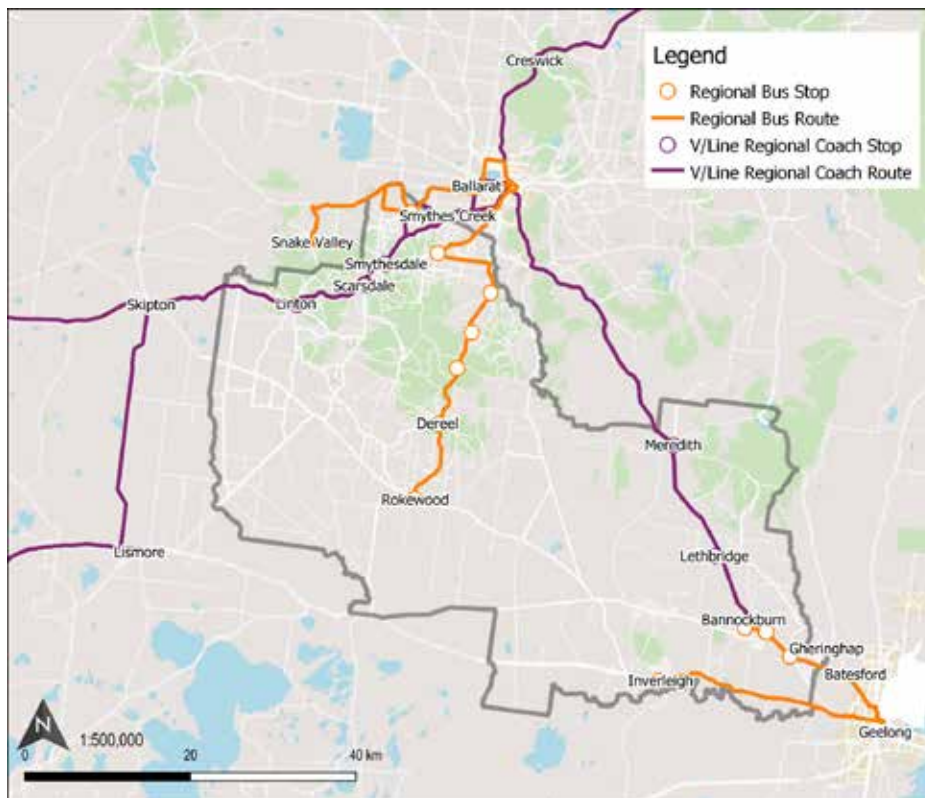 Creswick
Legend
Regional Bus Stop
Regional Bus Route
V/Line Regional Coach Stop
V/Line Regional Coach Route
Ballarat
Smythes Creek
Snake Valley
Smythesdale
Scarsdale
Skipton
Linton
Dereel
Meredith
Rokewood
Lismore
Lethbridge
Bannockburn
Gheringhap
Batesford
Inverleigh
Geelong
N
1:500,000
0 20 40 km